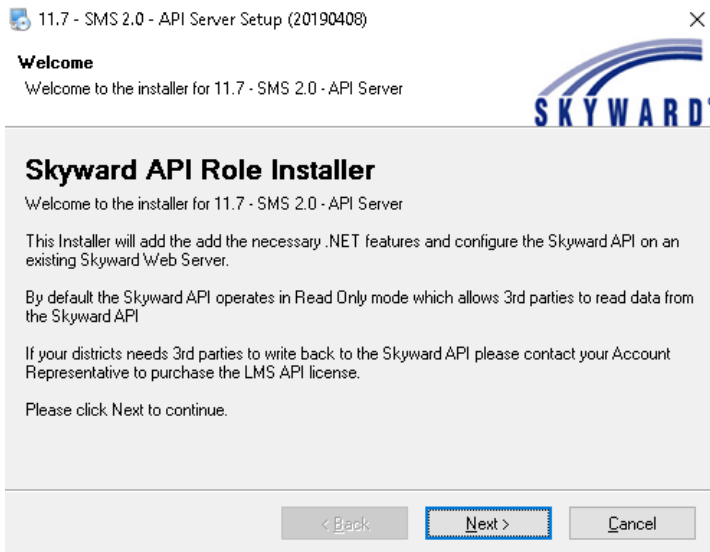 11.7 - SMS 2.0 - API Server Setup (20190408)
Welcome
Welcome to the installer for 11.7 - SMS 2.0 - API Server
SKYWARD
Skyward API Role Installer
Welcome to the installer for 11.7 - SMS 2.0 - API Server
This Installer will add the add the necessary .NET features and configure the Skyward API on an
existing Skyward Web Server.
By default the Skyward API operates in Read Only mode which allows 3rd parties to read data from
the Skyward API
If your districts needs 3rd parties to write back to the Skyward API please contact your Account
Representative to purchase the LMS API license.
Please click Next to continue.
< Back
Next >
Cancel